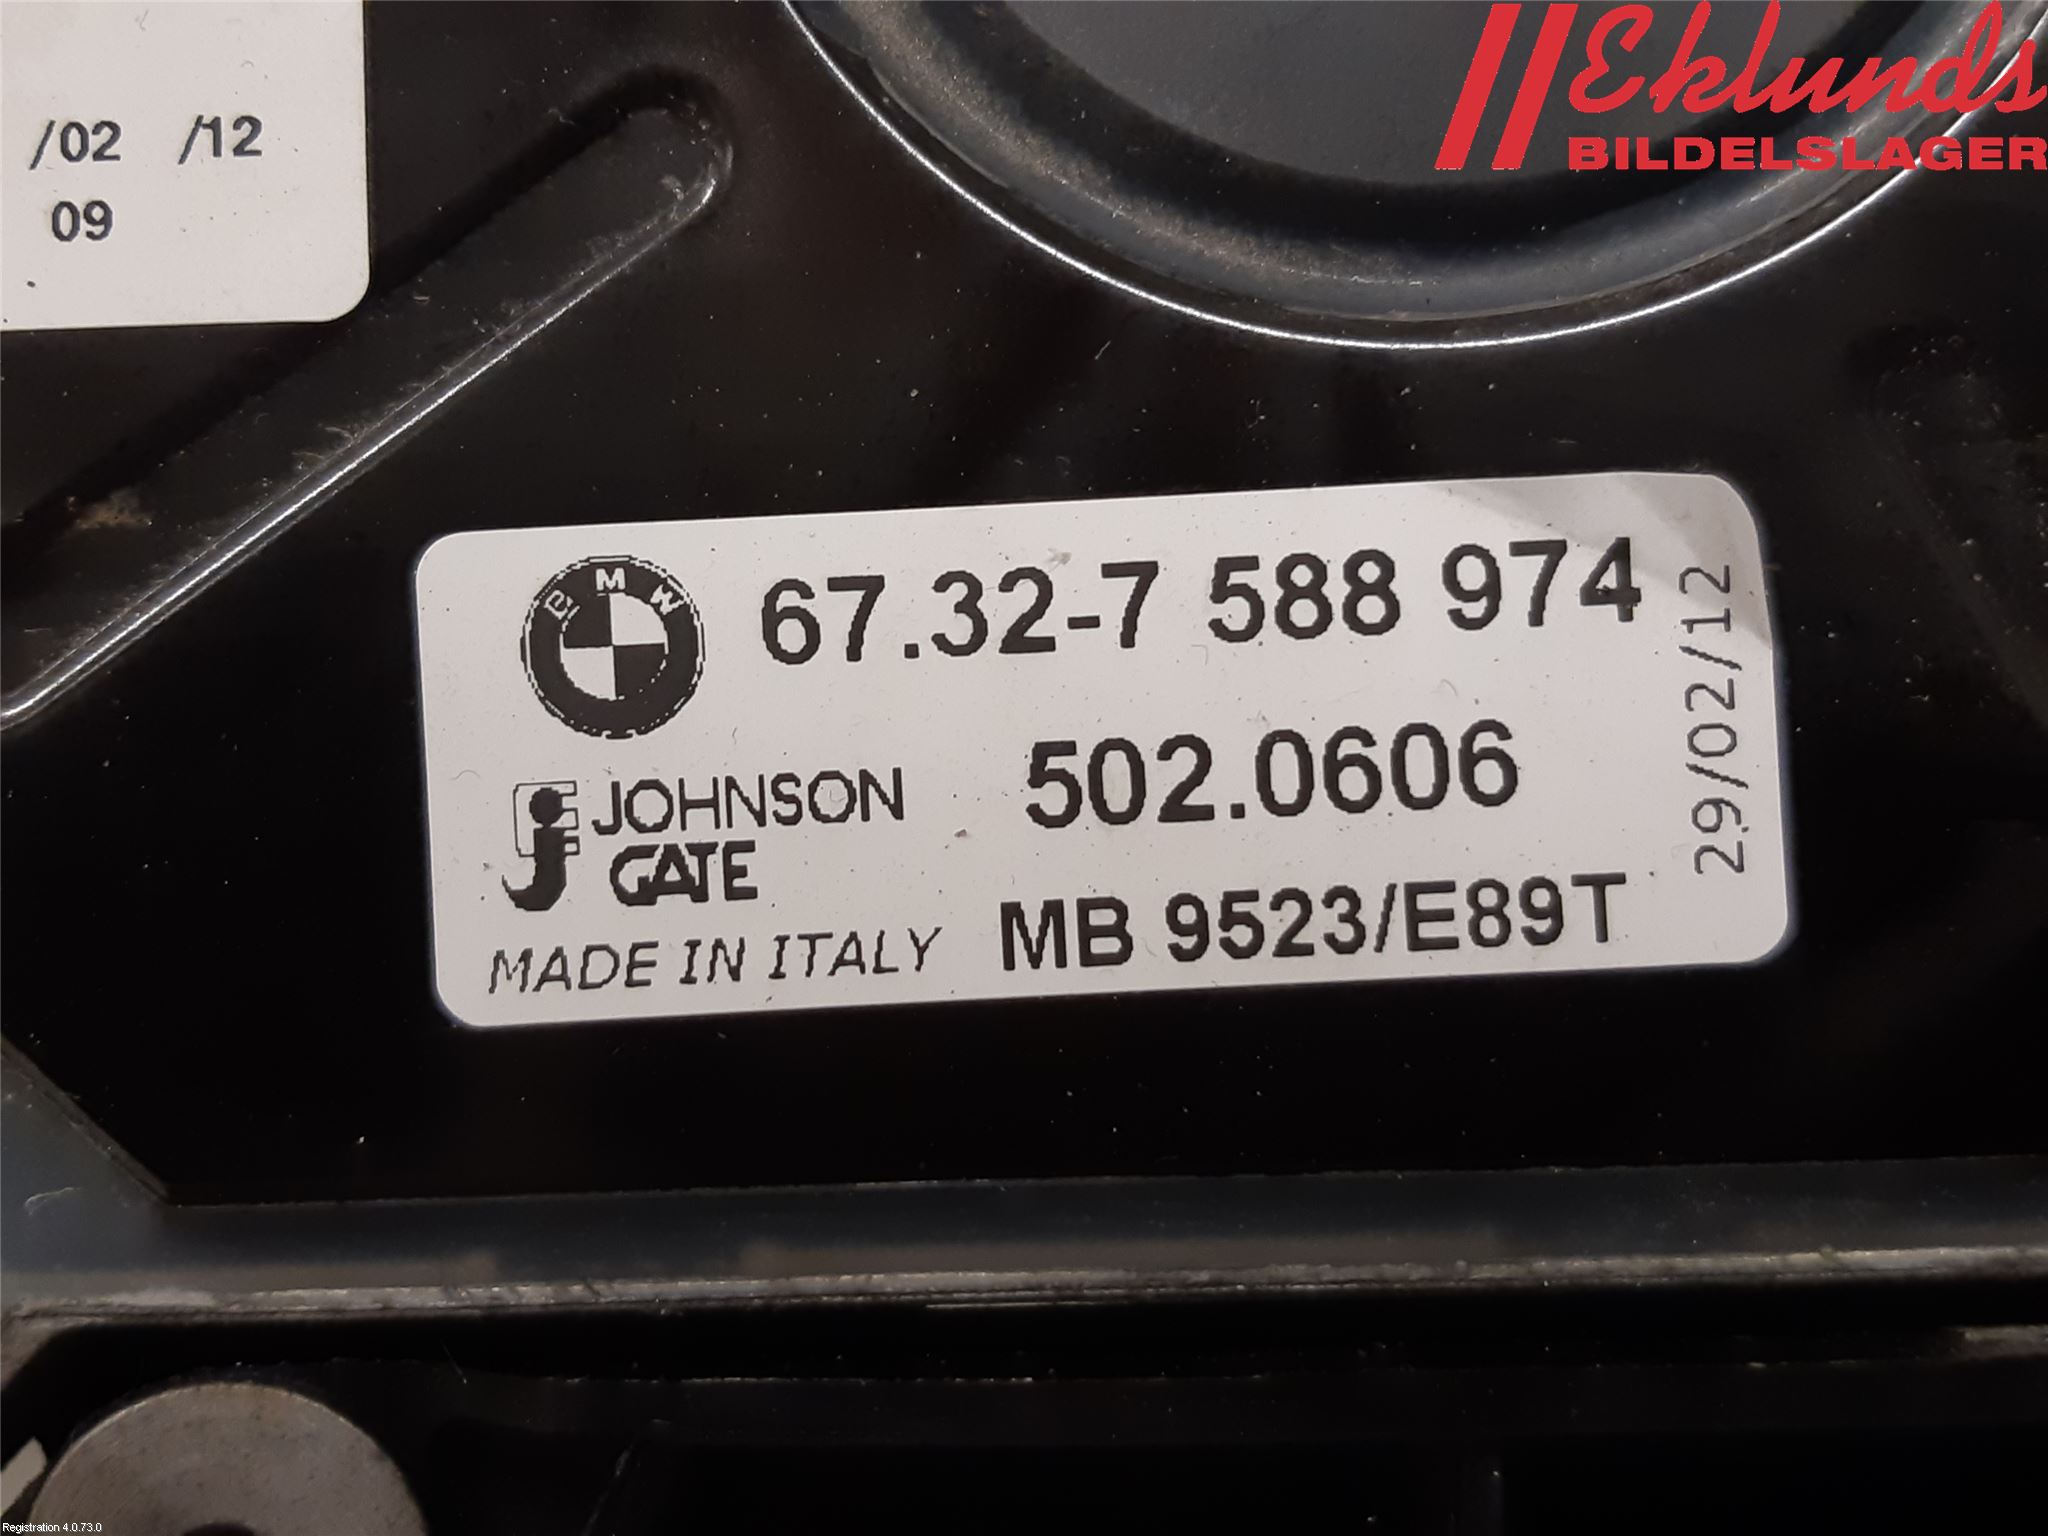 Eklunds
BILDELSLAGER
/02 /12
09
BMW
67.32-7 588 974
JOHNSON
GATE
502.0606
MADE IN ITALY
MB 9523/E89T
29/02/12
Registration 4.0.73.0